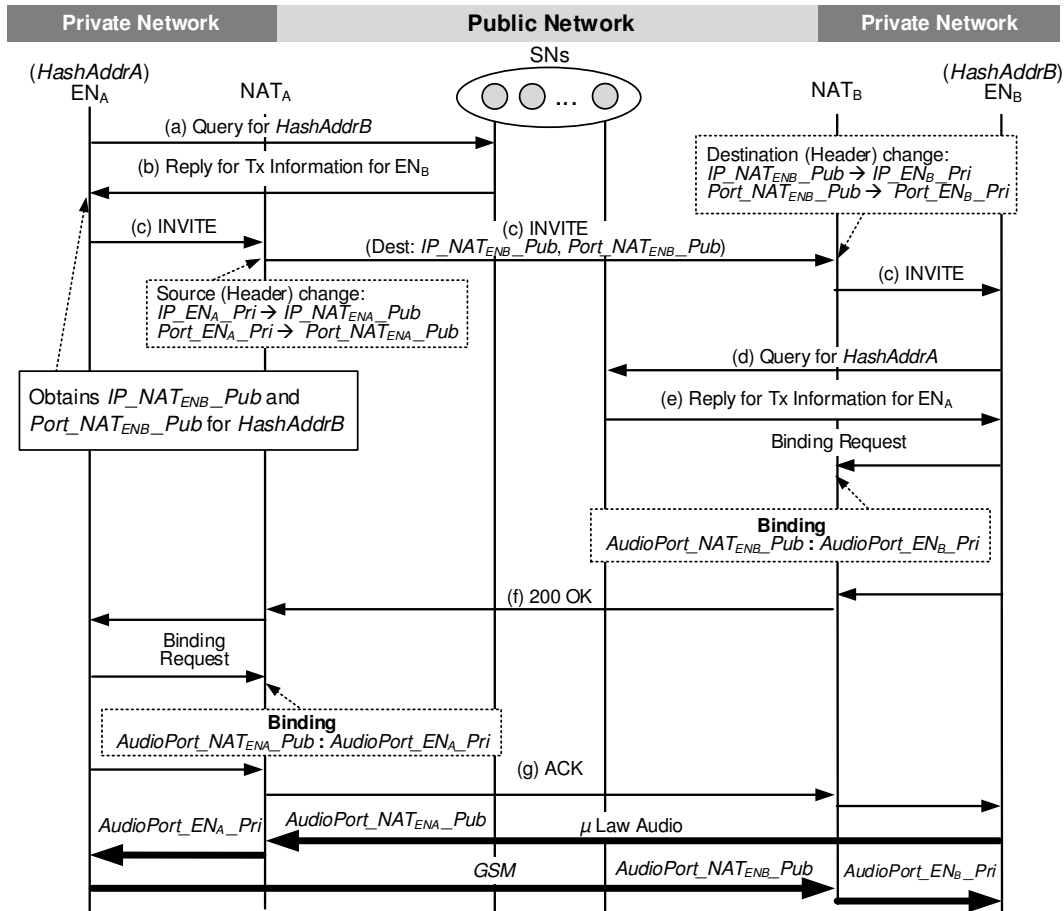 Private Network
Public Network
Private Network
SNs
(HashAddrA)
EN_A
NAT_A
...
NAT_B
(HashAddrB)
EN_B
(a) Query for HashAddrB
(b) Reply for Tx Information for EN_B
Destination (Header) change:
IP_NAT_ENB_Pub → IP_EN_B_Pri
Port_NAT_ENB_Pub → Port_EN_B_Pri
(c) INVITE
(c) INVITE
(Dest: IP_NAT_ENB_Pub, Port_NAT_ENB_Pub)
(c) INVITE
Source (Header) change:
IP_EN_A_Pri → IP_NAT_ENA_Pub
Port_EN_A_Pri → Port_NAT_ENA_Pub
(d) Query for HashAddrA
Obtains IP_NAT_ENB_Pub and
Port_NAT_ENB_Pub for HashAddrB
(e) Reply for Tx Information for EN_A
Binding Request
Binding
AudioPort_NAT_ENB_Pub : AudioPort_EN_B_Pri
(f) 200 OK
Binding
Request
Binding
AudioPort_NAT_ENA_Pub : AudioPort_EN_A_Pri
(g) ACK
AudioPort_EN_A_Pri
AudioPort_NAT_ENA_Pub
μ Law Audio
GSM
AudioPort_NAT_ENB_Pub
AudioPort_EN_B_Pri